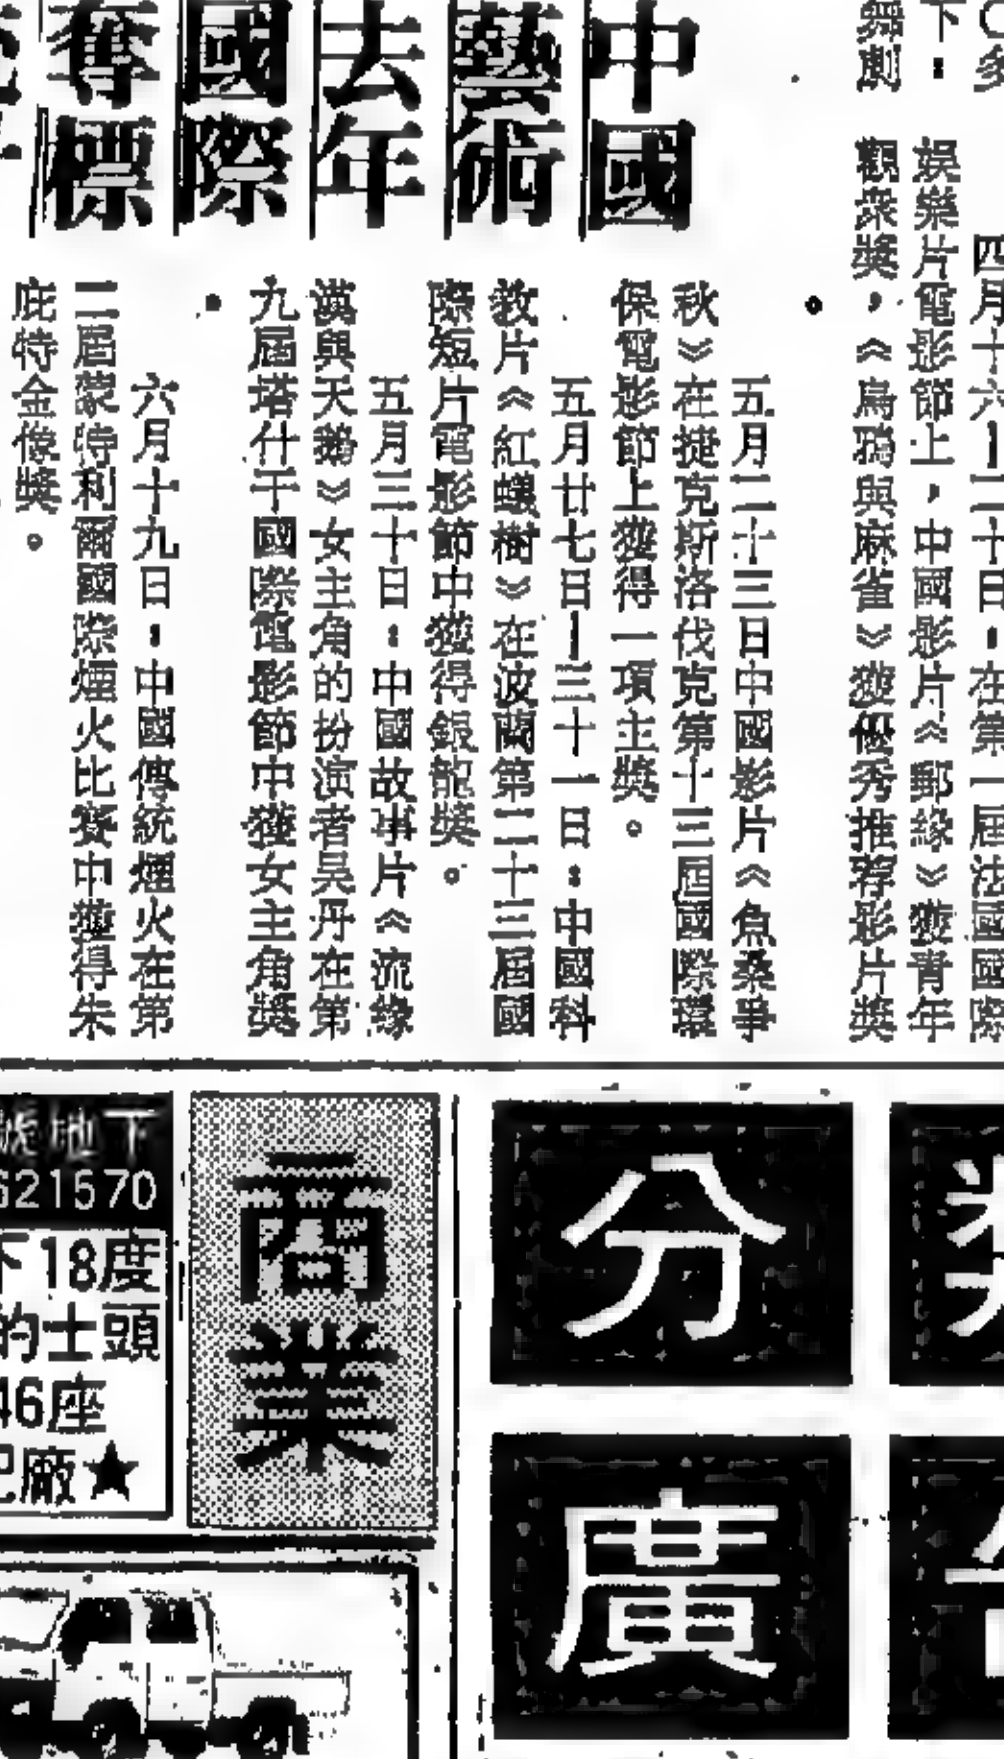 中國
藝術
去年
國際
奪標
下：
舞劇
四月十六—二十日：在第一屆法國國際
娛樂片電影節上，中國影片《郵緣》獲青年
觀衆獎，《烏鴉與麻雀》獲優秀推荐影片獎
。
五月二十三日中國影片《魚桑爭
秋》在捷克斯洛伐克第十三屆國際環
保電影節上獲得一項主獎。
五月廿七日—三十一日：中國科
教片《紅蟻樹》在波蘭第二十三屆國
際短片電影節中獲得銀龍獎。
五月三十日：中國故事片《流緣
漢與天鵝》女主角的扮演者吴丹在第
九屆塔什干國際電影節中獲女主角獎
。
六月十九日：中國傳統煙火在第
二屆蒙特利爾國際煙火比賽中獲得朱
庇特金像獎。
分
廣
商業
號地下
621570
下18度
的士頭
46座
廠★